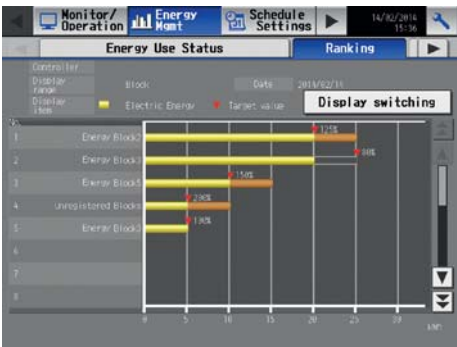 Monitor/ Operation
Energy Mgmt
Schedule Settings
14/02/2014 15:36
Energy Use Status
Ranking
Controller
Display range
Block
Date
2014/02/14
Display item
Electric Energy
Target value
Display switching
No.
1 Energy Block2 125%
2 Energy Block3 80%
3 Energy Block5 150%
4 Unregistered Blocks 200%
5 100%
6
7
8
0 5 10 15 20 25 30
kWh